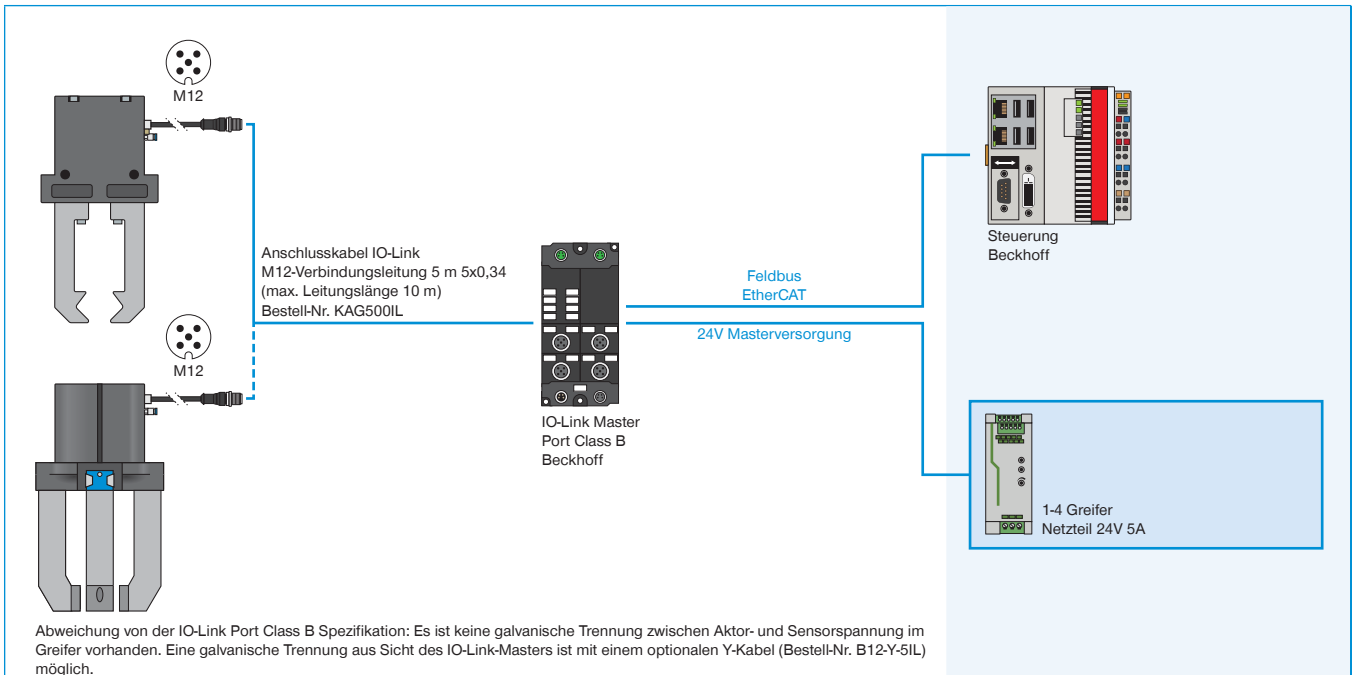 M12
Anschlusskabel IO-Link
M12-Verbindungsleitung 5 m 5x0,34
(max. Leitungslänge 10 m)
Bestell-Nr. KAG500IL
M12
IO-Link Master
Port Class B
Beckhoff
Feldbus
EtherCAT
24V Masterversorgung
Steuerung
Beckhoff
1-4 Greifer
Netzteil 24V 5A
Abweichung von der IO-Link Port Class B Spezifikation: Es ist keine galvanische Trennung zwischen Aktor- und Sensorspannung im
Greifer vorhanden. Eine galvanische Trennung aus Sicht des IO-Link-Masters ist mit einem optionalen Y-Kabel (Bestell-Nr. B12-Y-5IL)
möglich.